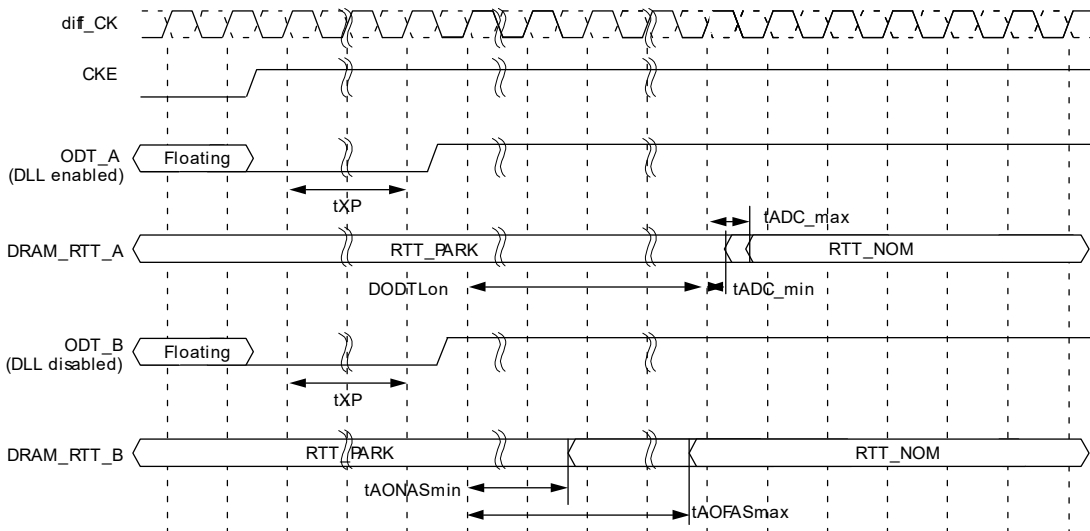 diff_CK
CKE
ODT_A
(DLL enabled)
Floating
tXP
tADC_max
DRAM_RTT_A
RTT_PARK
RTT_NOM
DODTLon
tADC_min
ODT_B
(DLL disabled)
Floating
tXP
DRAM_RTT_B
RTT_PARK
RTT_NOM
tAONASmin
tAOFASmax